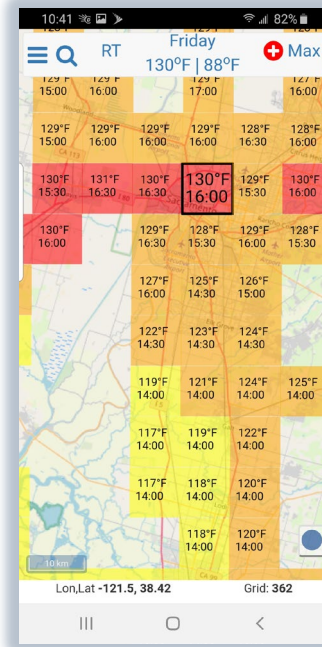 10:41 82%
RT Friday Max
130°F | 88°F
129°F 129°F 129°F 127°F
15:00 16:00 17:00 16:00
129°F 129°F 129°F 129°F 128°F 128°F
15:00 16:00 16:00 16:00 16:30 16:00
130°F 131°F 130°F 130°F 129°F 130°F
15:30 16:30 16:30 16:00 15:30 16:00
130°F 129°F 128°F 129°F 128°F
16:00 16:30 15:30 16:00 15:30
127°F 125°F 126°F
16:00 14:30 15:00
122°F 123°F 124°F
14:30 14:30 14:30
119°F 121°F 124°F 125°F
14:00 14:00 14:00 14:00
117°F 119°F 122°F
14:00 14:00 14:00
117°F 118°F 120°F
14:00 14:00 14:00
118°F 120°F
14:00 14:00
10 km
Lon,Lat -121.5, 38.42 Grid: 362